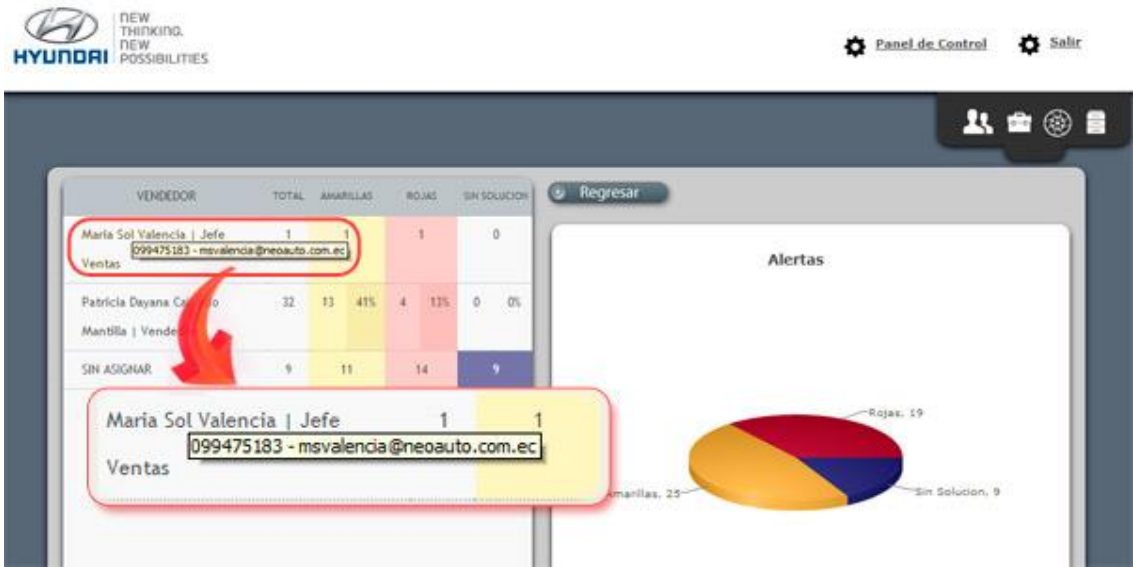 NEW
THINKING.
NEW
POSSIBILITIES
HYUNDAI
Panel de Control
Salir
VENDEDOR TOTAL AMARILLAS ROJAS SIN SOLUCION
Regresar
Maria Sol Valencia | Jefe 1 1 1 0
099475183 - msvalencia@neoauto.com.ec
Ventas
Alertas
Patricia Dayana 32 13 41% 4 13% 0 0%
Mantilla |
SIN ASIGNAR 9 11 14 9
Maria Sol Valencia | Jefe 1 1
099475183 - msvalencia@neoauto.com.ec
Ventas
Rojas, 19
Amarillas, 25
Sin Solucion, 9